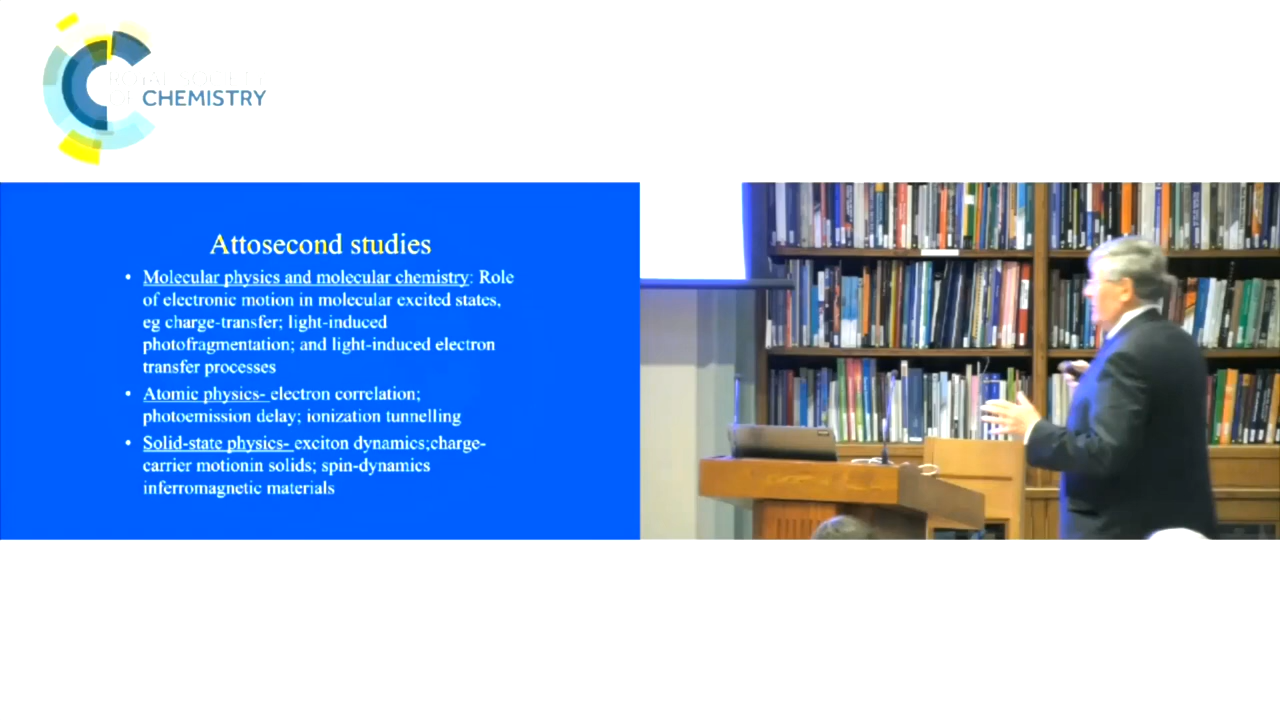 ROYAL SOCIETY
OF CHEMISTRY
Attosecond studies
• Molecular physics and molecular chemistry: Role
of electronic motion in molecular excited states,
eg charge-transfer; light-induced
photofragmentation; and light-induced electron
transfer processes
• Atomic physics- electron correlation;
photoemission delay; ionization tunnelling
• Solid-state physics- exciton dynamics;charge-
carrier motionin solids; spin-dynamics
inferromagnetic materials